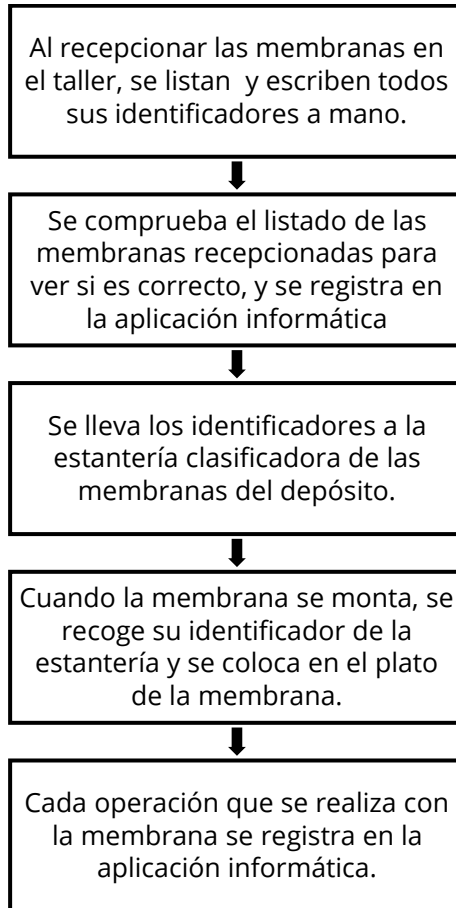 Al recepcionar las membranas en
el taller, se listan y escriben todos
sus identificadores a mano.
Se comprueba el listado de las
membranas recepcionadas para
ver si es correcto, y se registra en
la aplicación informática
Se lleva los identificadores a la
estantería clasificadora de las
membranas del depósito.
Cuando la membrana se monta, se
recoge su identificador de la
estantería y se coloca en el plato
de la membrana.
Cada operación que se realiza con
la membrana se registra en la
aplicación informática.